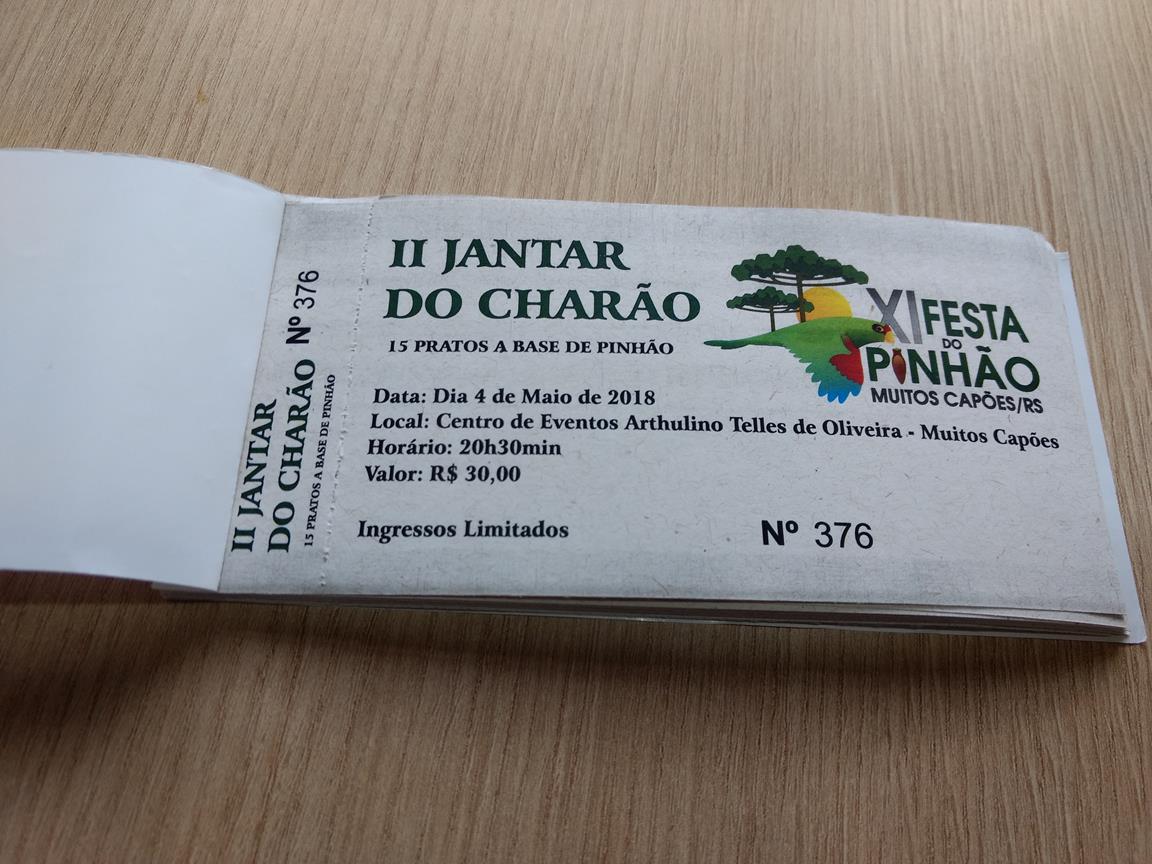 II JANTAR
DO CHARÃO Nº 376
15 PRATOS A BASE DE PINHÃO
II JANTAR
DO CHARÃO
15 PRATOS A BASE DE PINHÃO
XI FESTA
DO
PINHÃO
MUITOS CAPÕES/RS
Data: Dia 4 de Maio de 2018
Local: Centro de Eventos Arthulino Telles de Oliveira - Muitos Capões
Horário: 20h30min
Valor: R$ 30,00
Ingressos Limitados
Nº 376